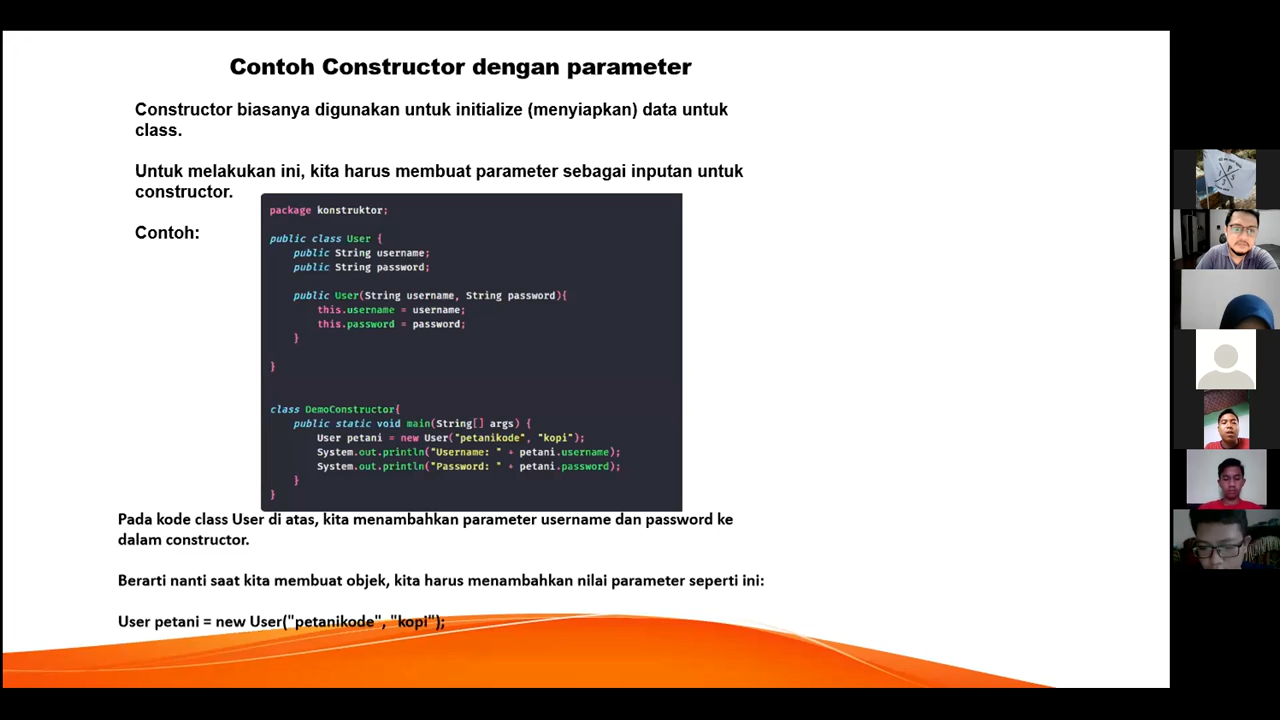 Contoh Constructor dengan parameter
Constructor biasanya digunakan untuk initialize (menyiapkan) data untuk
class.
Untuk melakukan ini, kita harus membuat parameter sebagai inputan untuk
constructor.
Contoh:
package konstruktor;
public class User {
public String username;
public String password;
public User(String username, String password){
this.username = username;
this.password = password;
}
}
class DemoConstructor{
public static void main(String[] args) {
User petani = new User("petanikode", "kopi");
System.out.println("Username: " + petani.username);
System.out.println("Password: " + petani.password);
}
}
Pada kode class User di atas, kita menambahkan parameter username dan password ke
dalam constructor.
Berarti nanti saat kita membuat objek, kita harus menambahkan nilai parameter seperti ini:
User petani = new User("petanikode", "kopi");